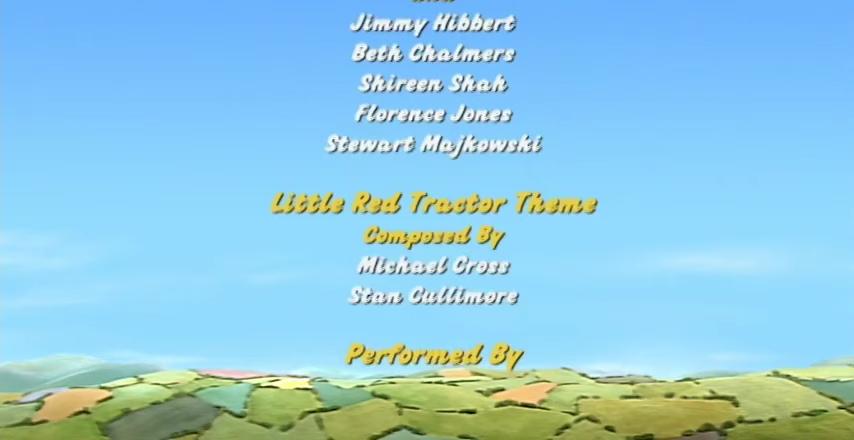 Jimmy Hibbert
Beth Chalmers
Shireen Shah
Florence Jones
Stewart Majkowski
Little Red Tractor Theme
Composed By
Michael Cross
Stan Cullimore
Performed By